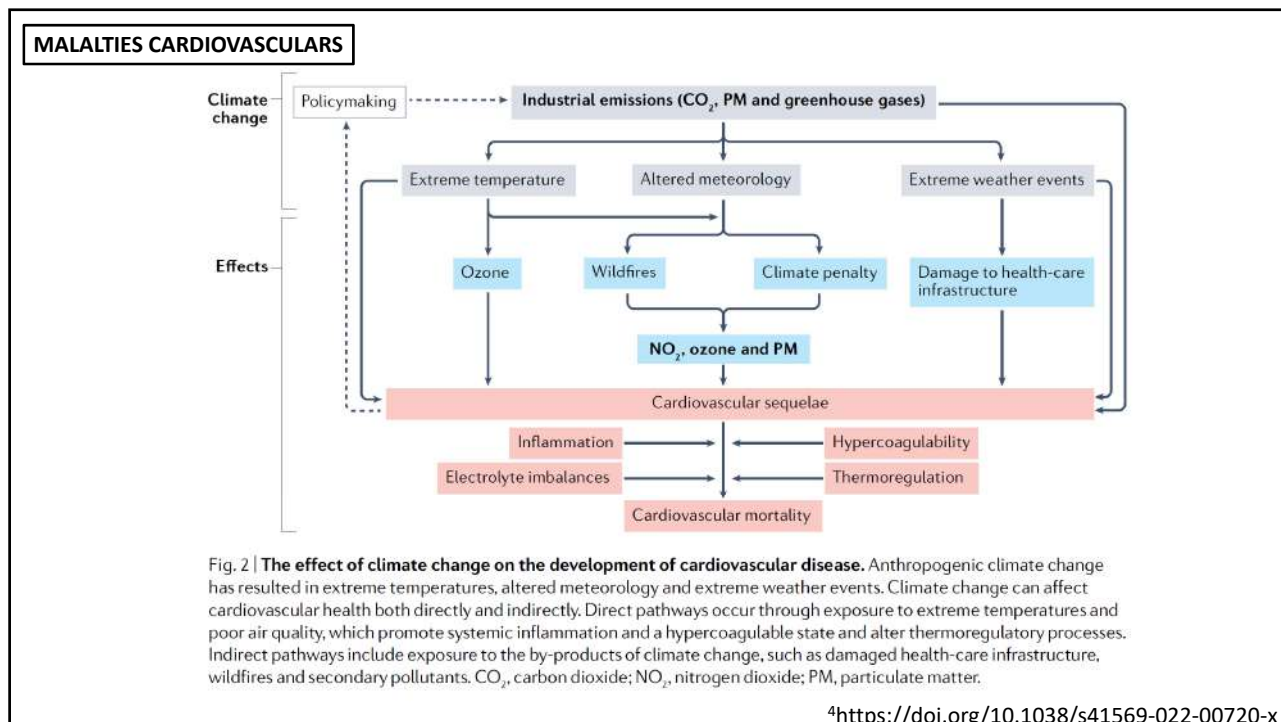 MALALTIES CARDIOVASCULARS
Climate change
Policymaking
Industrial emissions (CO₂, PM and greenhouse gases)
Extreme temperature
Altered meteorology
Extreme weather events
Effects
Ozone
Wildfires
Climate penalty
Damage to health-care
infrastructure
NO₂, ozone and PM
Cardiovascular sequelae
Inflammation
Hypercoagulability
Electrolyte imbalances
Thermoregulation
Cardiovascular mortality
Fig. 2 | The effect of climate change on the development of cardiovascular disease. Anthropogenic climate change
has resulted in extreme temperatures, altered meteorology and extreme weather events. Climate change can affect
cardiovascular health both directly and indirectly. Direct pathways occur through exposure to extreme temperatures and
poor air quality, which promote systemic inflammation and a hypercoagulable state and alter thermoregulatory processes.
Indirect pathways include exposure to the by-products of climate change, such as damaged health-care infrastructure,
wildfires and secondary pollutants. CO₂, carbon dioxide; NO₂, nitrogen dioxide; PM, particulate matter.
⁴https://doi.org/10.1038/s41569-022-00720-x